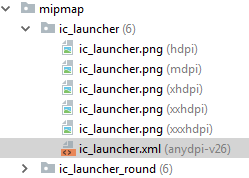 mipmap
ic_launcher (6)
ic_launcher.png (hdpi)
ic_launcher.png (mdpi)
ic_launcher.png (xhdpi)
ic_launcher.png (xxhdpi)
ic_launcher.png (xxxhdpi)
ic_launcher.xml (anydpi-v26)
ic_launcher_round (6)